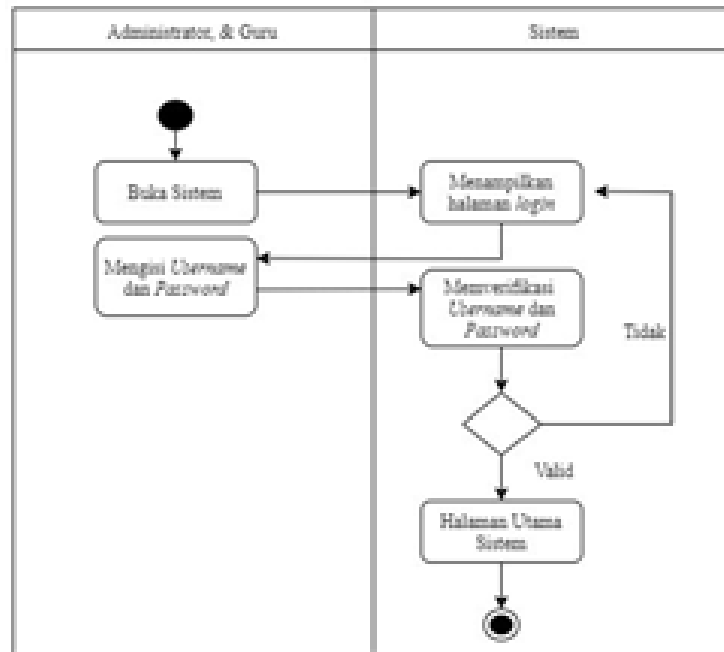 Administrator, & Guru
Sistem
Buka Sistem
Menampilkan
halaman login
Mengisi Username
dan Password
Memverifikasi
Username dan
Password
Tidak
Valid
Halaman Utama
Sistem